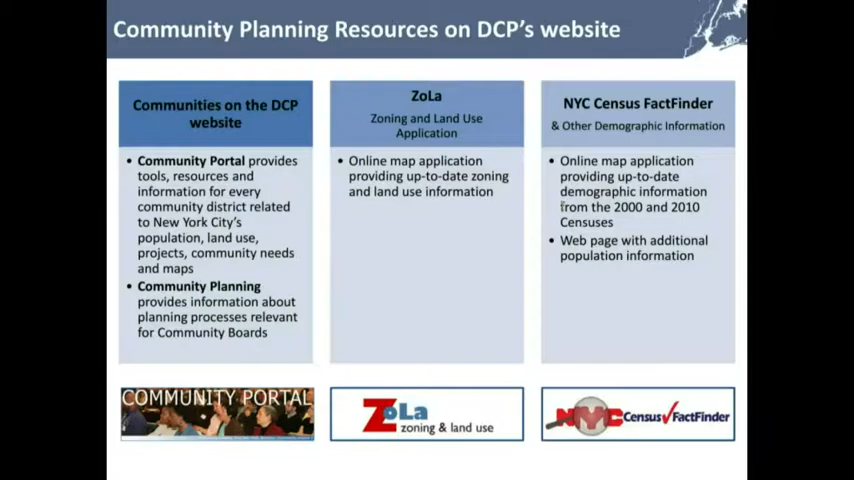 Community Planning Resources on DCP's website
Communities on the DCP
website
• Community Portal provides
tools, resources and
information for every
community district related
to New York City's
population, land use,
projects, community needs
and maps
• Community Planning
provides information about
planning processes relevant
for Community Boards
COMMUNITY PORTAL
ZoLa
Zoning and Land Use
Application
• Online map application
providing up-to-date zoning
and land use information
ZoLa
zoning & land use
NYC Census FactFinder
& Other Demographic Information
• Online map application
providing up-to-date
demographic information
from the 2000 and 2010
Censuses
• Web page with additional
population information
NYC Census FactFinder